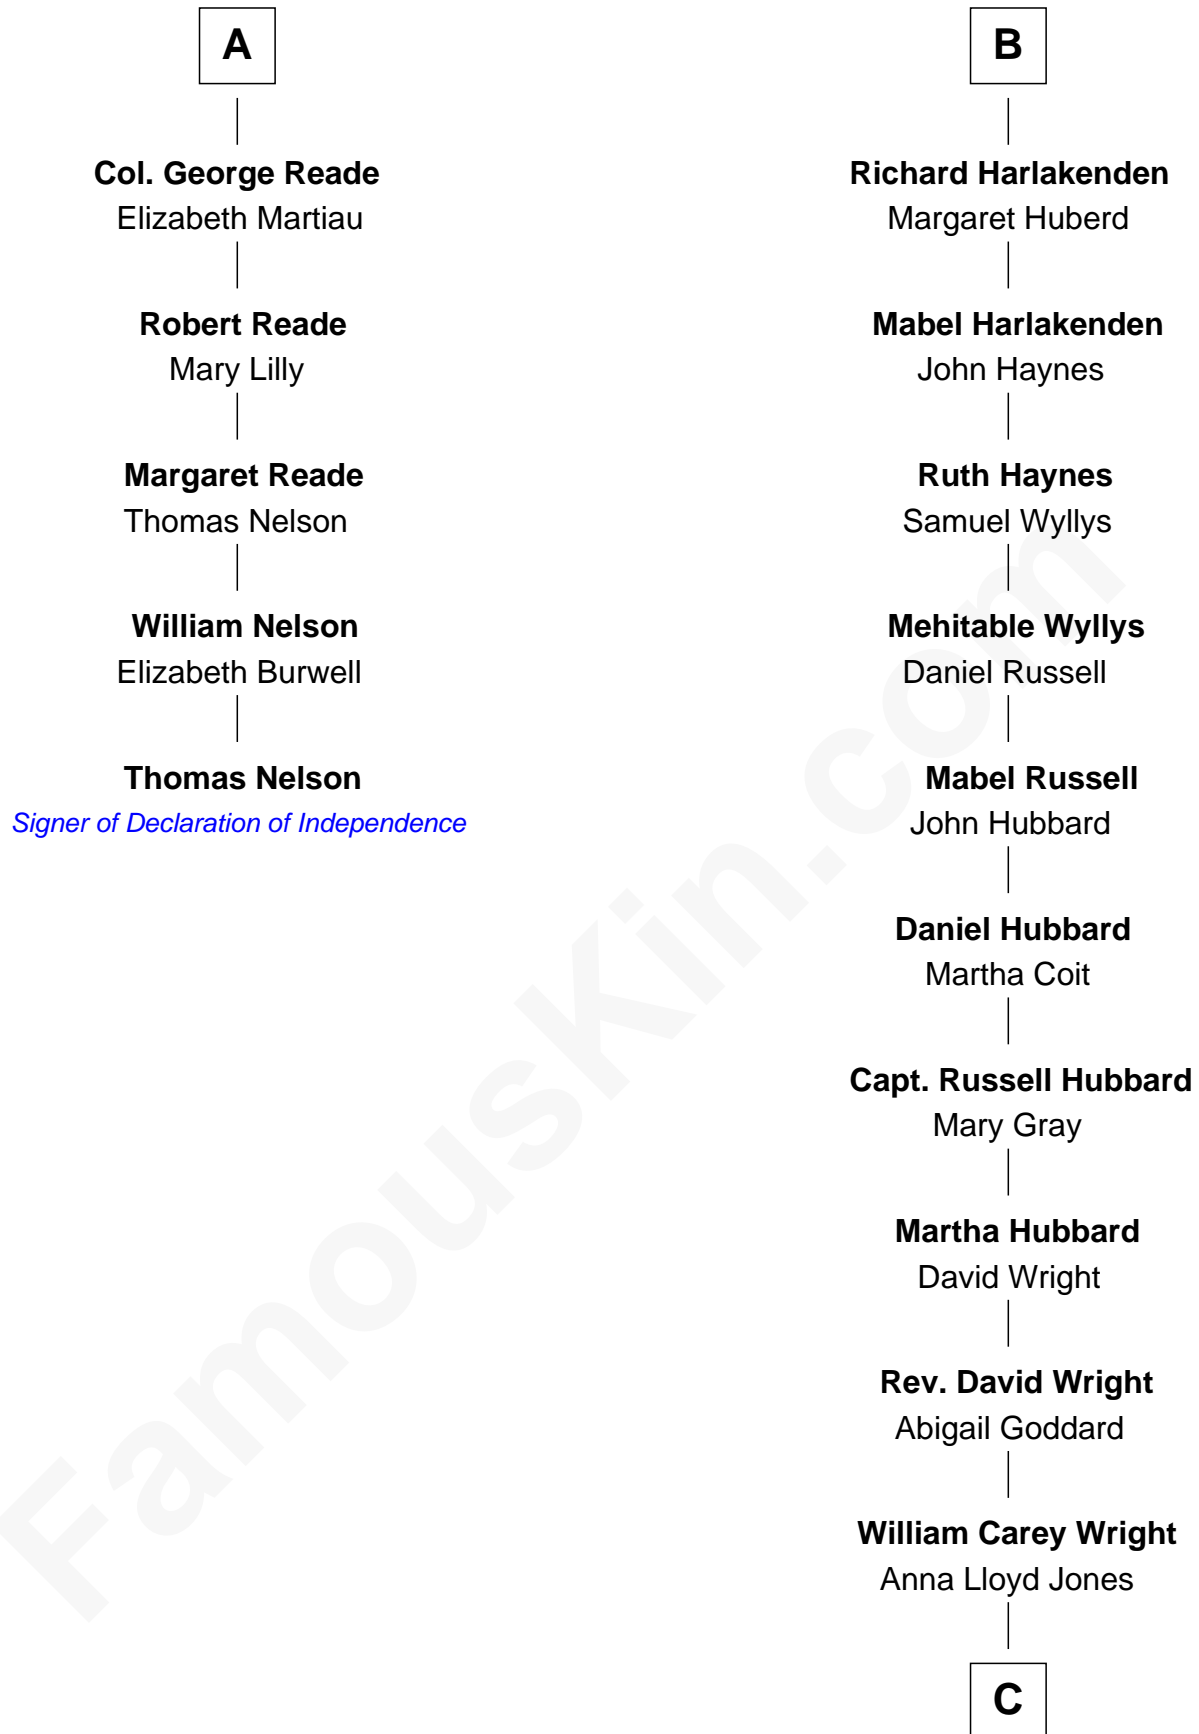 A
Col. George Reade
Elizabeth Martiau
Robert Reade
Mary Lilly
Margaret Reade
Thomas Nelson
William Nelson
Elizabeth Burwell
Thomas Nelson
Signer of Declaration of Independence
B
Richard Harlakenden
Margaret Huberd
Mabel Harlakenden
John Haynes
Ruth Haynes
Samuel Wyllys
Mehitable Wyllys
Daniel Russell
Mabel Russell
John Hubbard
Daniel Hubbard
Martha Coit
Capt. Russell Hubbard
Mary Gray
Martha Hubbard
David Wright
Rev. David Wright
Abigail Goddard
William Carey Wright
Anna Lloyd Jones
C
FamousKin.com